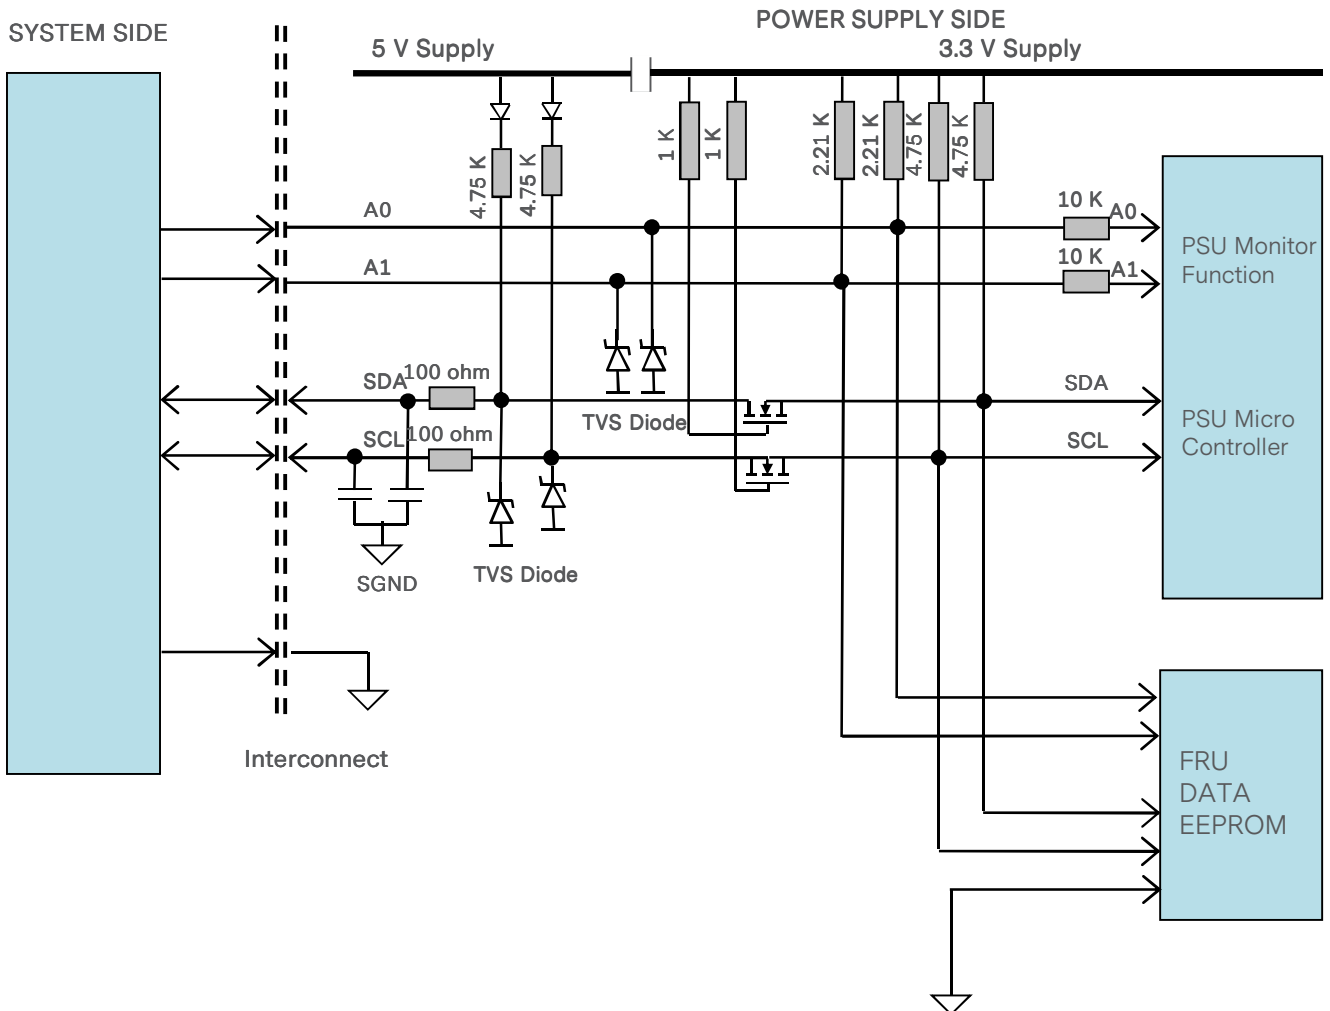 POWER SUPPLY SIDE
SYSTEM SIDE
5 V Supply
3.3 V Supply
4.75 K
4.75 K
1 K
1 K
2.21 K
2.21 K
4.75 K
4.75 K
A0
10 K
A0
A1
10 K
A1
PSU Monitor
Function
SDA
100 ohm
SDA
TVS Diode
PSU Micro
Controller
SCL
100 ohm
SCL
SGND
TVS Diode
Interconnect
FRU
DATA
EEPROM